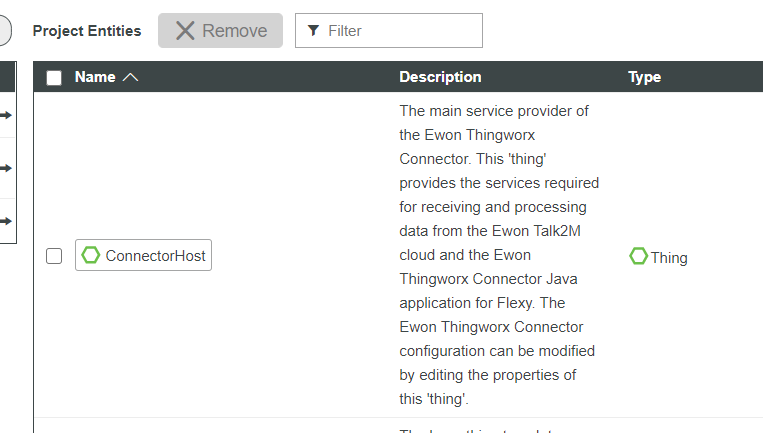 Project Entities
Remove
Filter
Name
Description
Type
The main service provider of
the Ewon Thingworx
Connector. This 'thing'
provides the services required
for receiving and processing
data from the Ewon Talk2M
cloud and the Ewon
Thingworx Connector Java
application for Flexy. The
Ewon Thingworx Connector
configuration can be modified
by editing the properties of
this 'thing'.
ConnectorHost
Thing